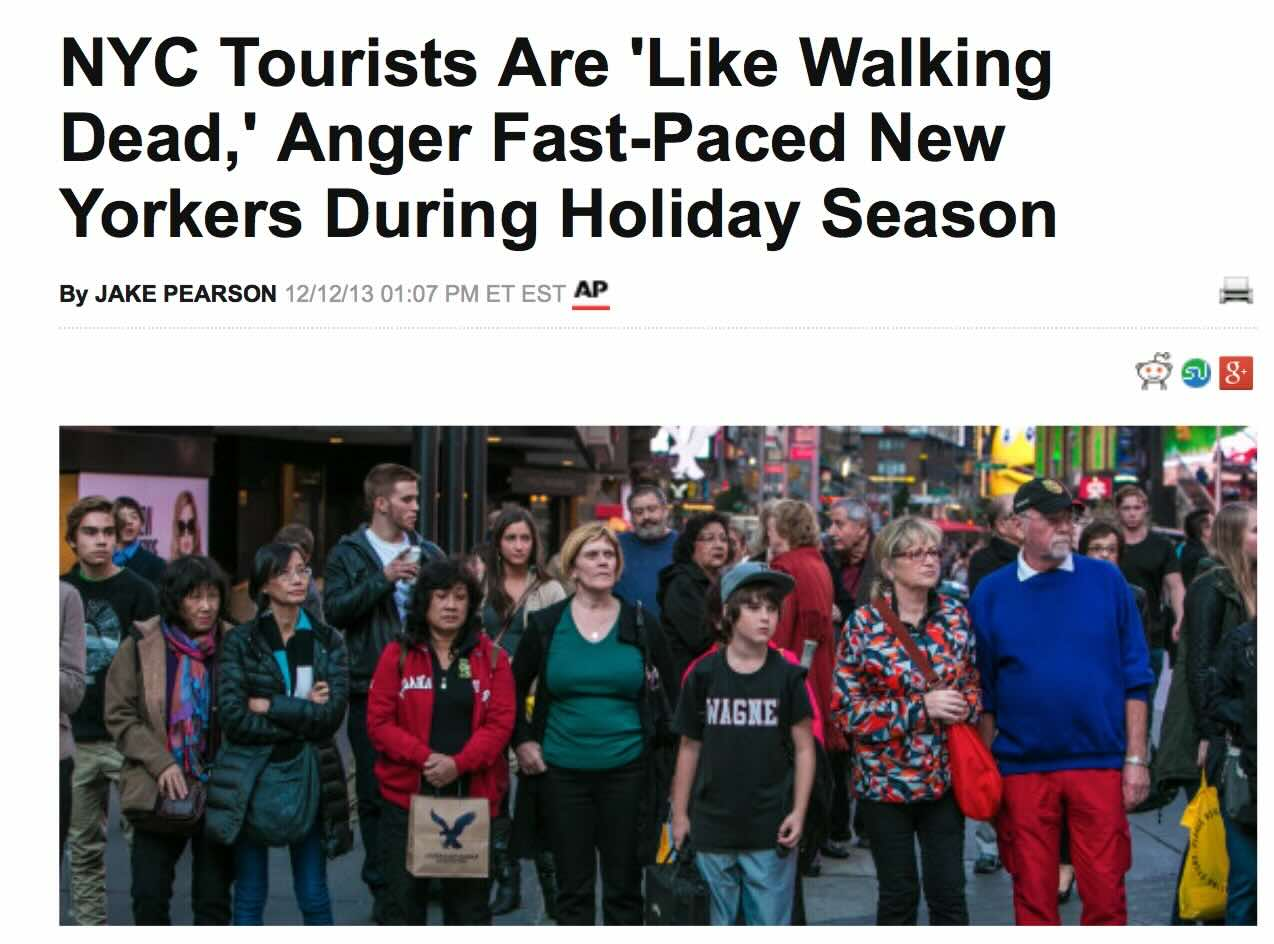 NYC Tourists Are 'Like Walking
Dead,' Anger Fast-Paced New
Yorkers During Holiday Season
By JAKE PEARSON 12/12/13 01:07 PM ET EST AP
SU g+
WAGNE